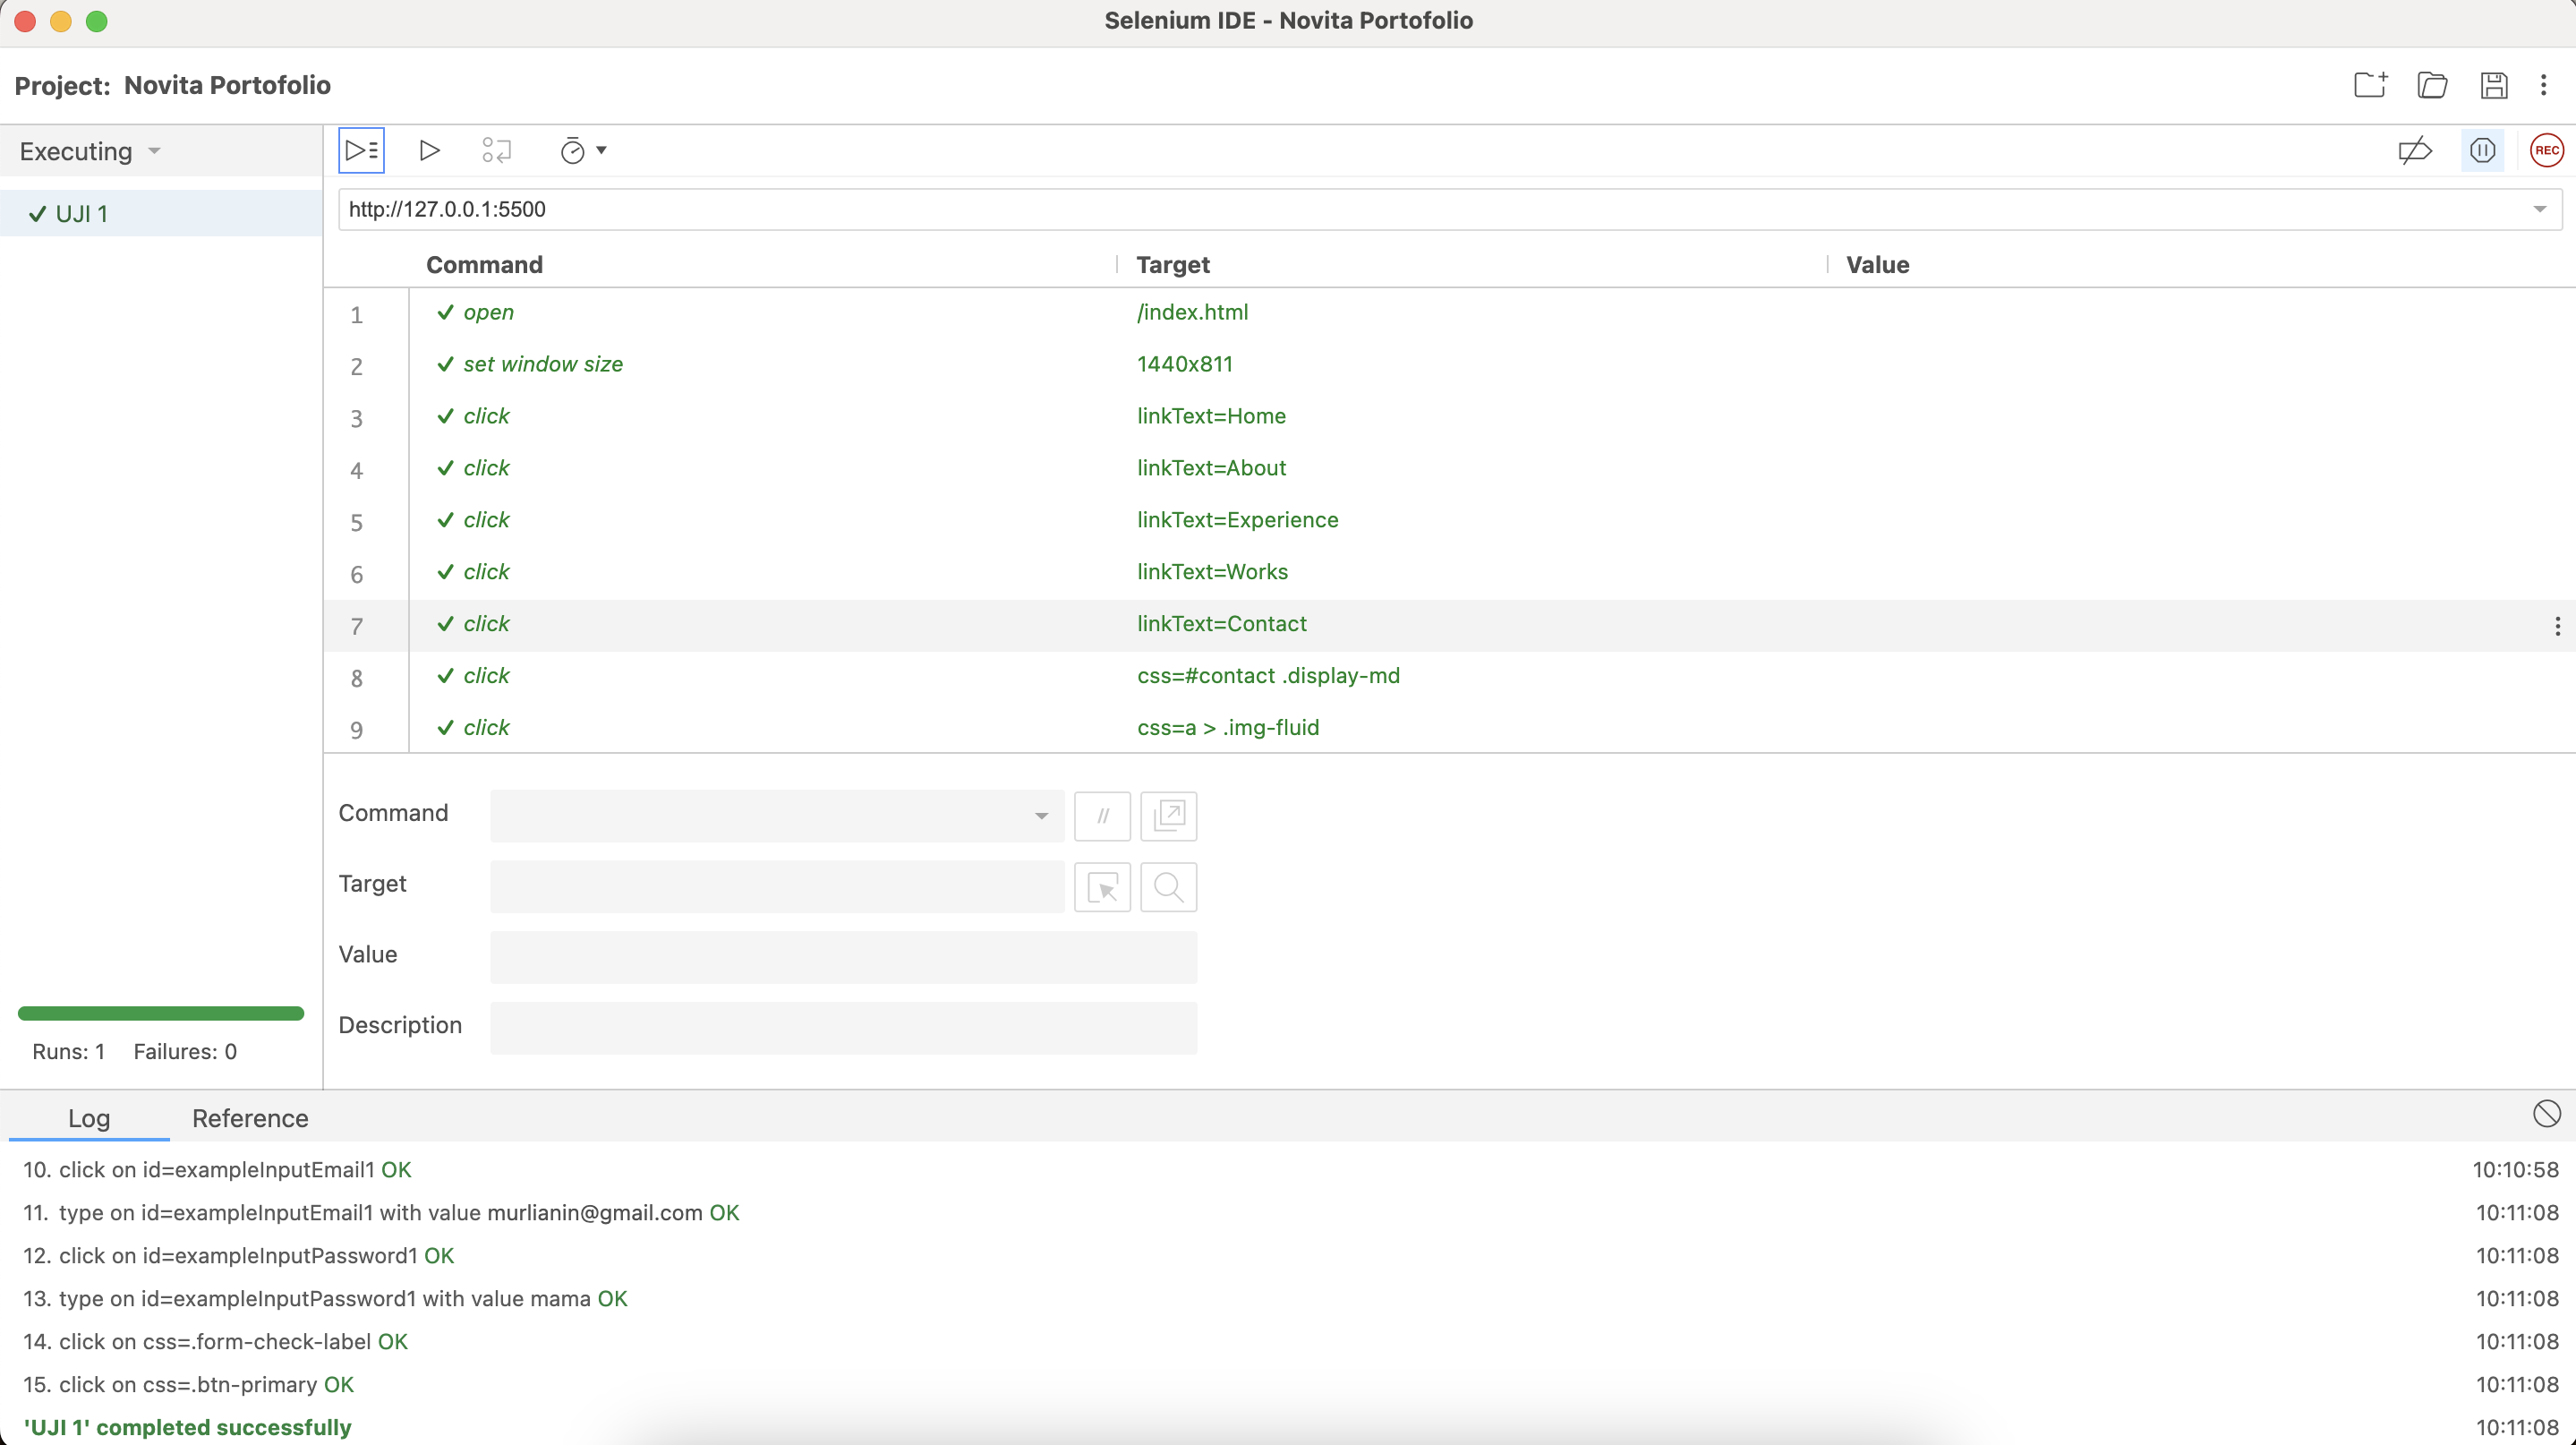 Selenium IDE - Novita Portofolio
Project: Novita Portofolio
Executing
REC
✓ UJI 1
http://127.0.0.1:5500
Command Target Value
1 ✓ open /index.html
2 ✓ set window size 1440x811
3 ✓ click linkText=Home
4 ✓ click linkText=About
5 ✓ click linkText=Experience
6 ✓ click linkText=Works
7 ✓ click linkText=Contact
8 ✓ click css=#contact .display-md
9 ✓ click css=a > .img-fluid
Command //
Target
Value
Description
Runs: 1 Failures: 0
Log Reference
10. click on id=exampleInputEmail1 OK 10:10:58
11. type on id=exampleInputEmail1 with value murlianin@gmail.com OK 10:11:08
12. click on id=exampleInputPassword1 OK 10:11:08
13. type on id=exampleInputPassword1 with value mama OK 10:11:08
14. click on css=.form-check-label OK 10:11:08
15. click on css=.btn-primary OK 10:11:08
'UJI 1' completed successfully 10:11:08